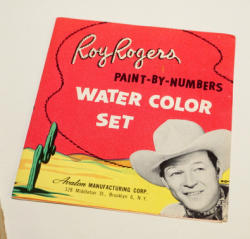 Roy Rogers
PAINT-BY-NUMBERS
WATER COLOR
SET
Avalon MANUFACTURING CORP.
128 Middleton St., Brooklyn 6, N.Y.